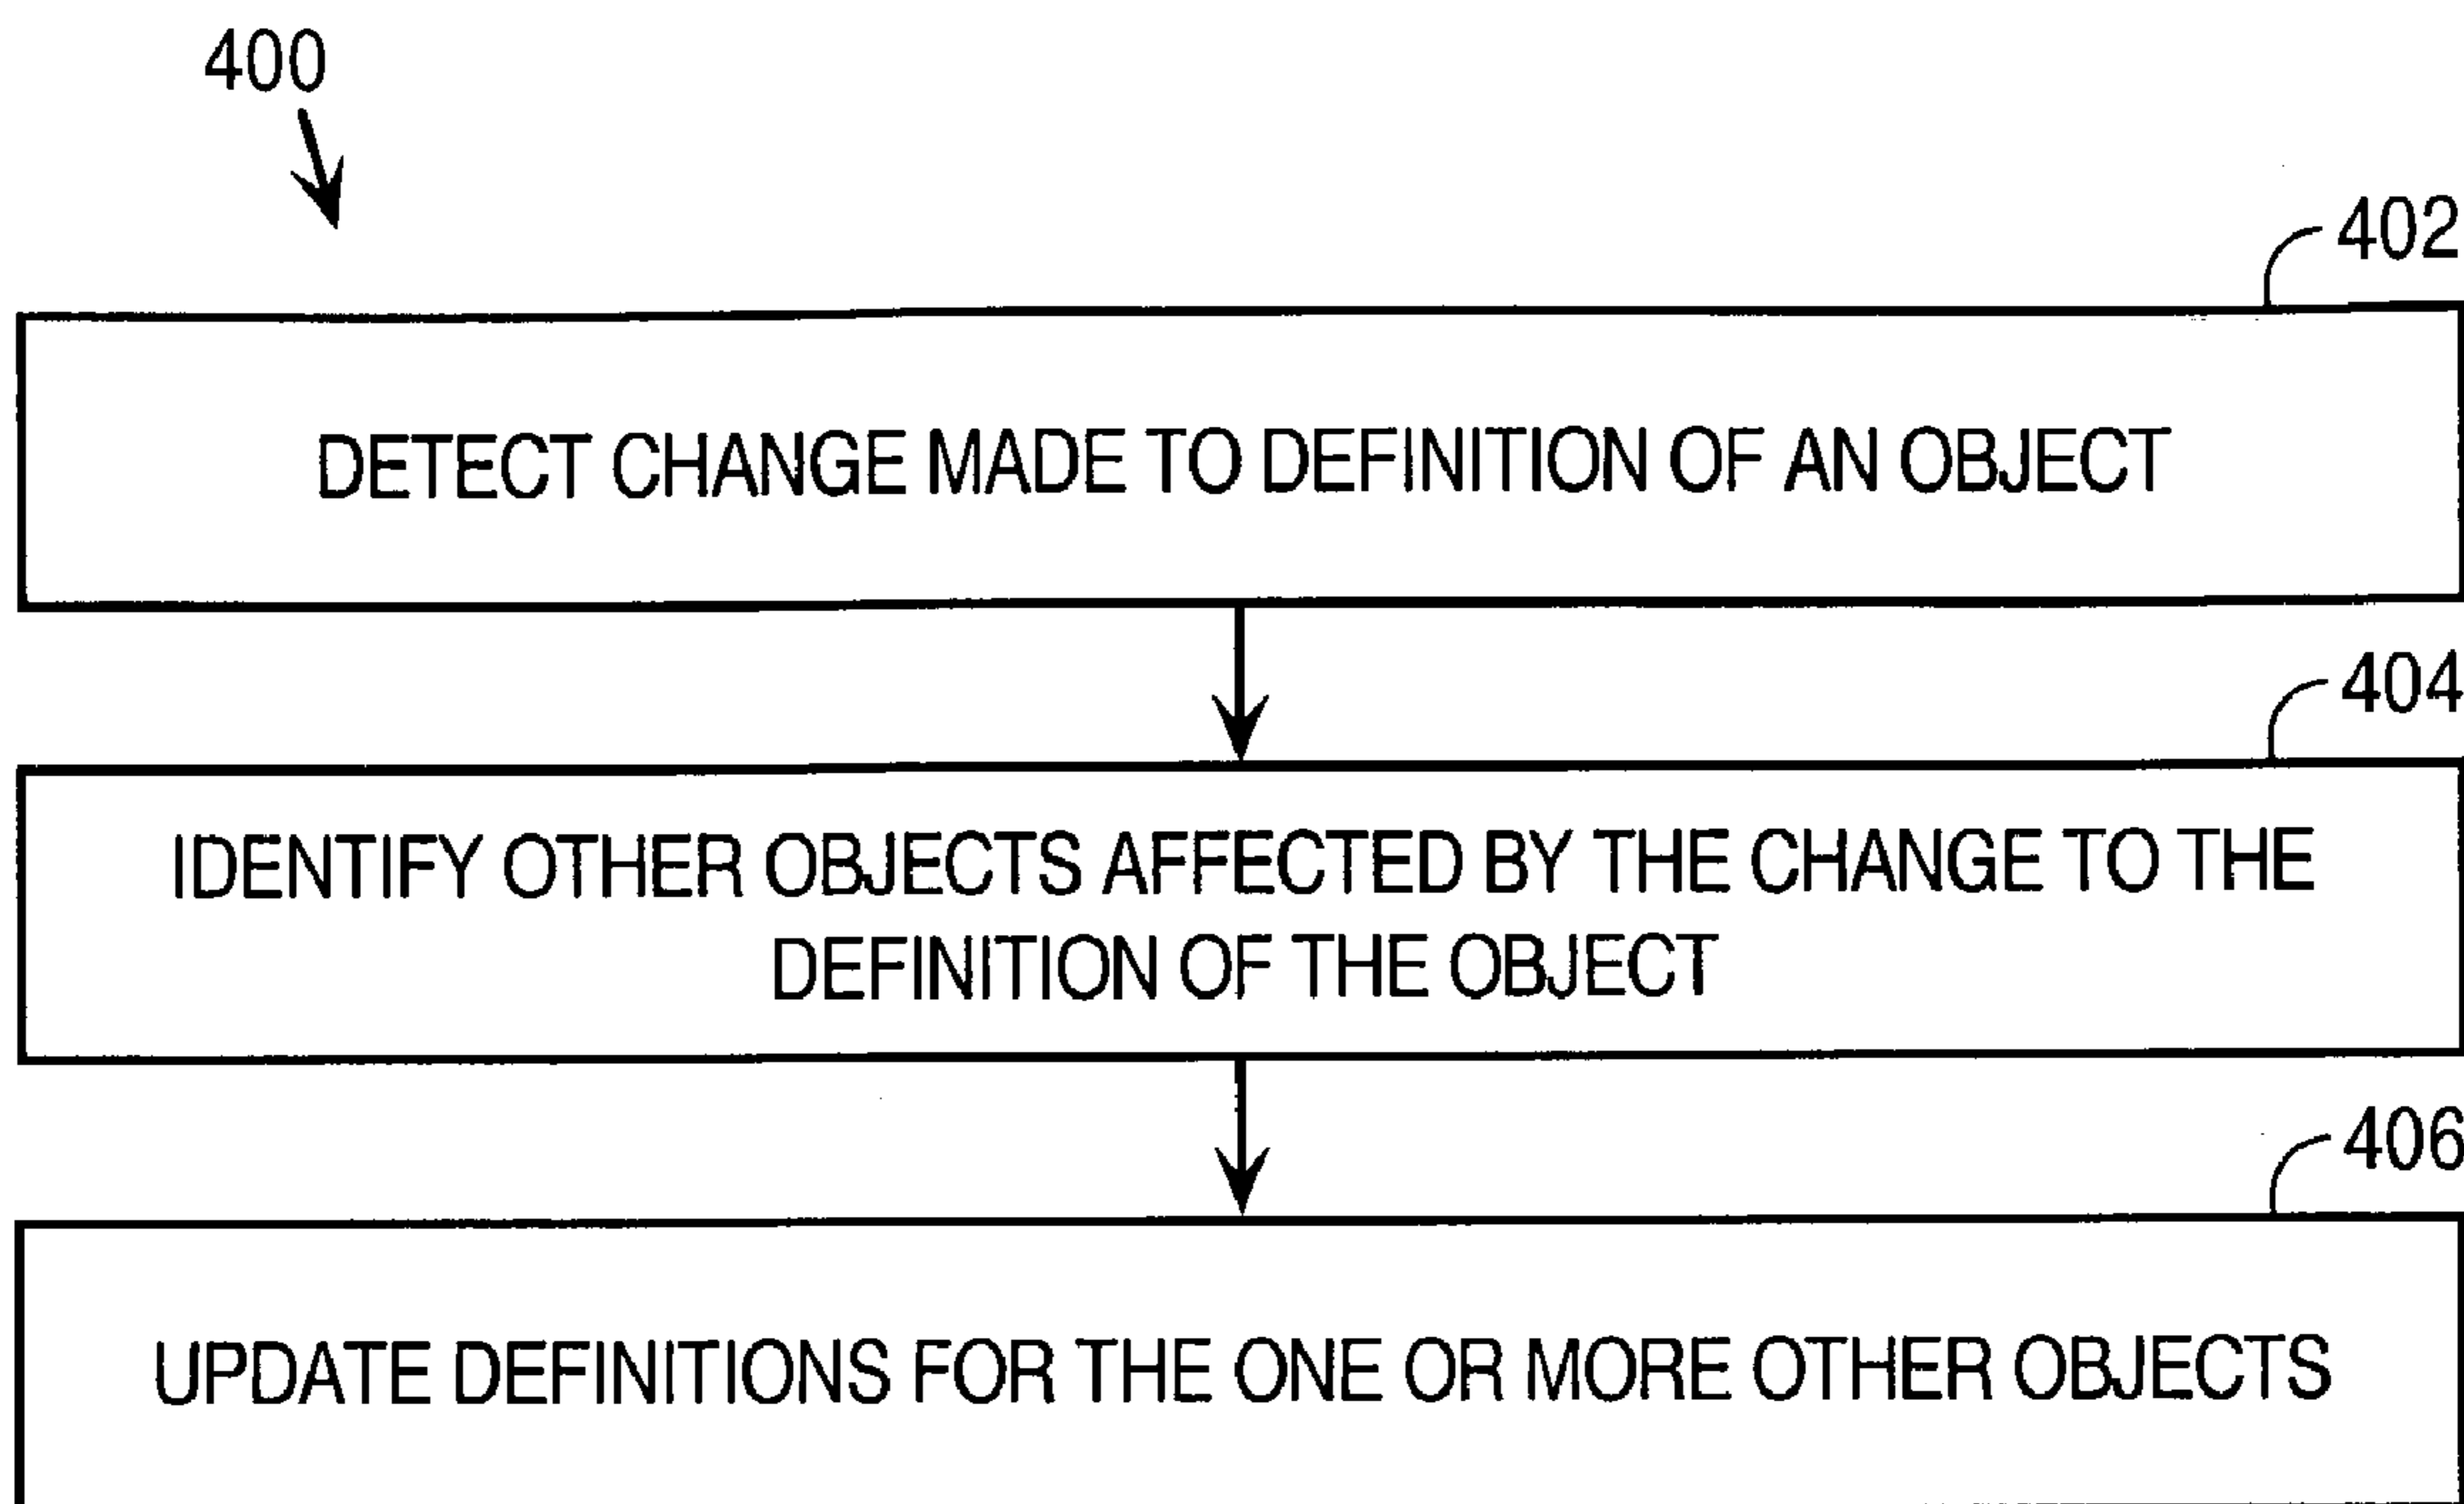 400
402
DETECT CHANGE MADE TO DEFINITION OF AN OBJECT
404
IDENTIFY OTHER OBJECTS AFFECTED BY THE CHANGE TO THE
DEFINITION OF THE OBJECT
406
UPDATE DEFINITIONS FOR THE ONE OR MORE OTHER OBJECTS